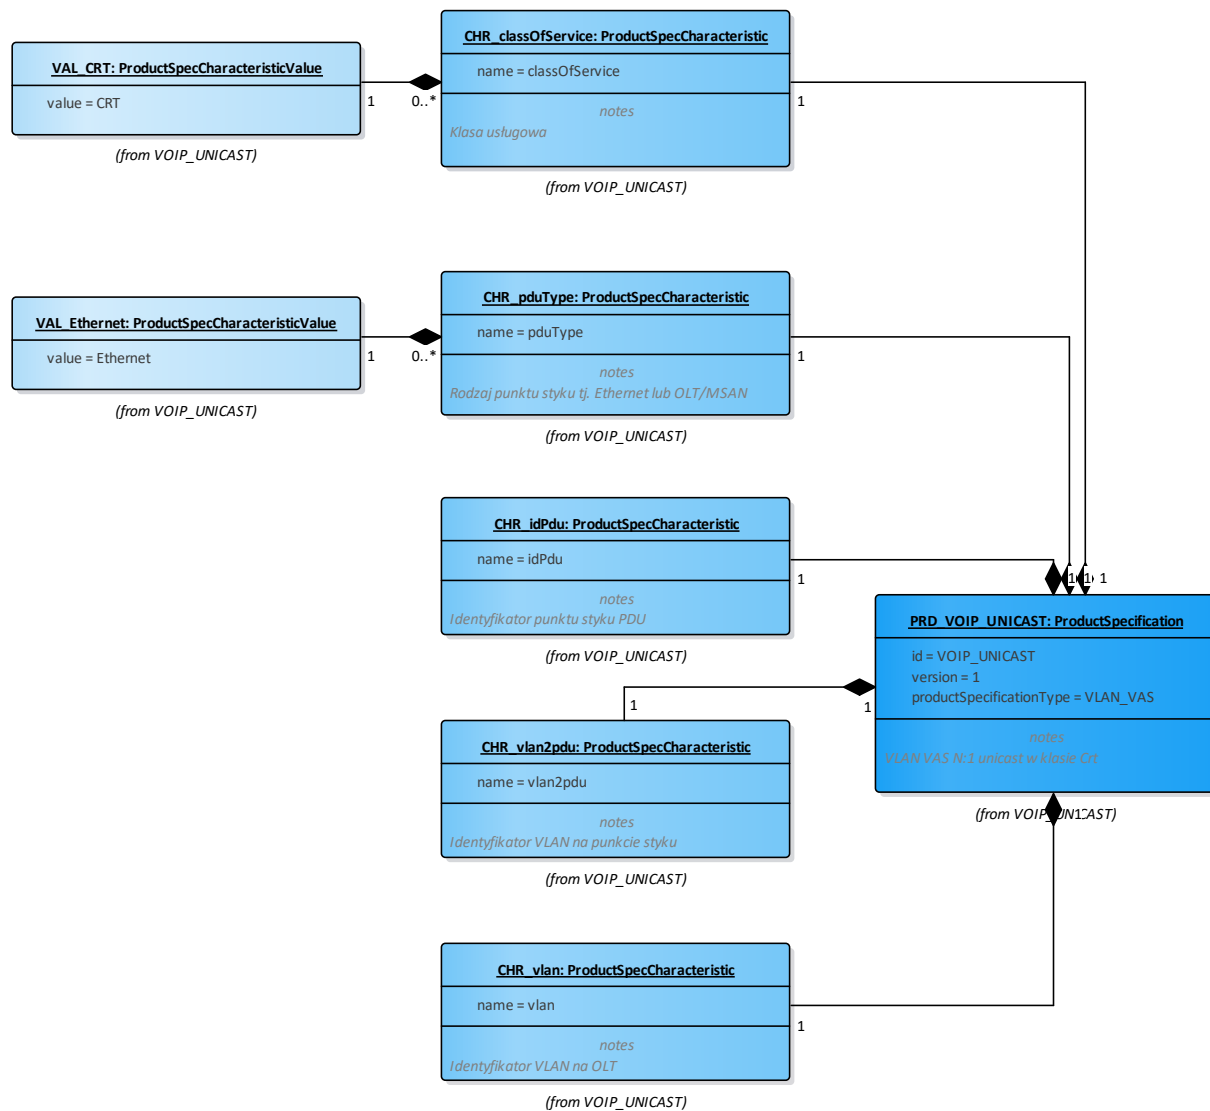 CHR_classOfService: ProductSpecCharacteristic
name = classOfService
notes
Klasa usługowa
(from VOIP_UNICAST)
VAL_CRT: ProductSpecCharacteristicValue
value = CRT
(from VOIP_UNICAST)
1
0..*
1
CHR_pduType: ProductSpecCharacteristic
name = pduType
notes
Rodzaj punktu styku tj. Ethernet lub OLT/MSAN
(from VOIP_UNICAST)
VAL_Ethernet: ProductSpecCharacteristicValue
value = Ethernet
(from VOIP_UNICAST)
1
0..*
1
CHR_idPdu: ProductSpecCharacteristic
name = idPdu
notes
Identyfikator punktu styku PDU
(from VOIP_UNICAST)
1
1
1
1
PRD_VOIP_UNICAST: ProductSpecification
id = VOIP_UNICAST
version = 1
productSpecificationType = VLAN_VAS
notes
VLAN VAS N:1 unicast w klasie Crt
(from VOIP_UNICAST)
1
1
1
CHR_vlan2pdu: ProductSpecCharacteristic
name = vlan2pdu
notes
Identyfikator VLAN na punkcie styku
(from VOIP_UNICAST)
CHR_vlan: ProductSpecCharacteristic
name = vlan
notes
Identyfikator VLAN na OLT
(from VOIP_UNICAST)
1